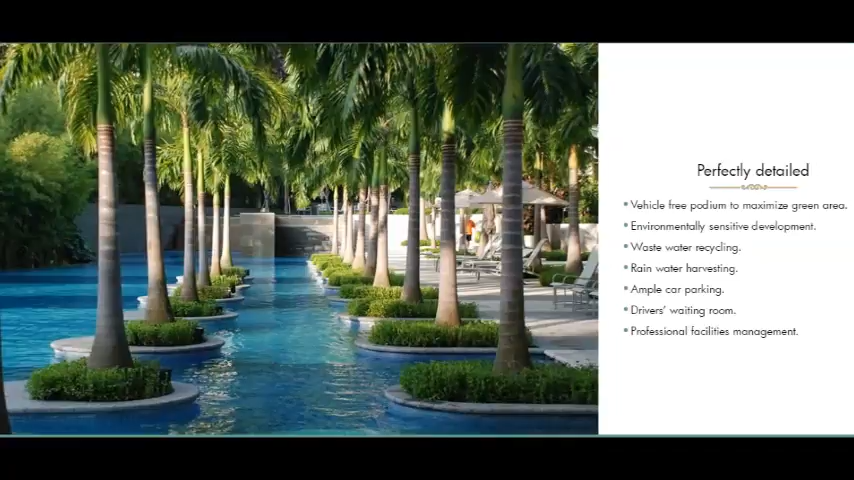 Perfectly detailed
• Vehicle free podium to maximize green area.
• Environmentally sensitive development.
• Waste water recycling.
• Rain water harvesting.
• Ample car parking.
• Drivers’ waiting room.
• Professional facilities management.